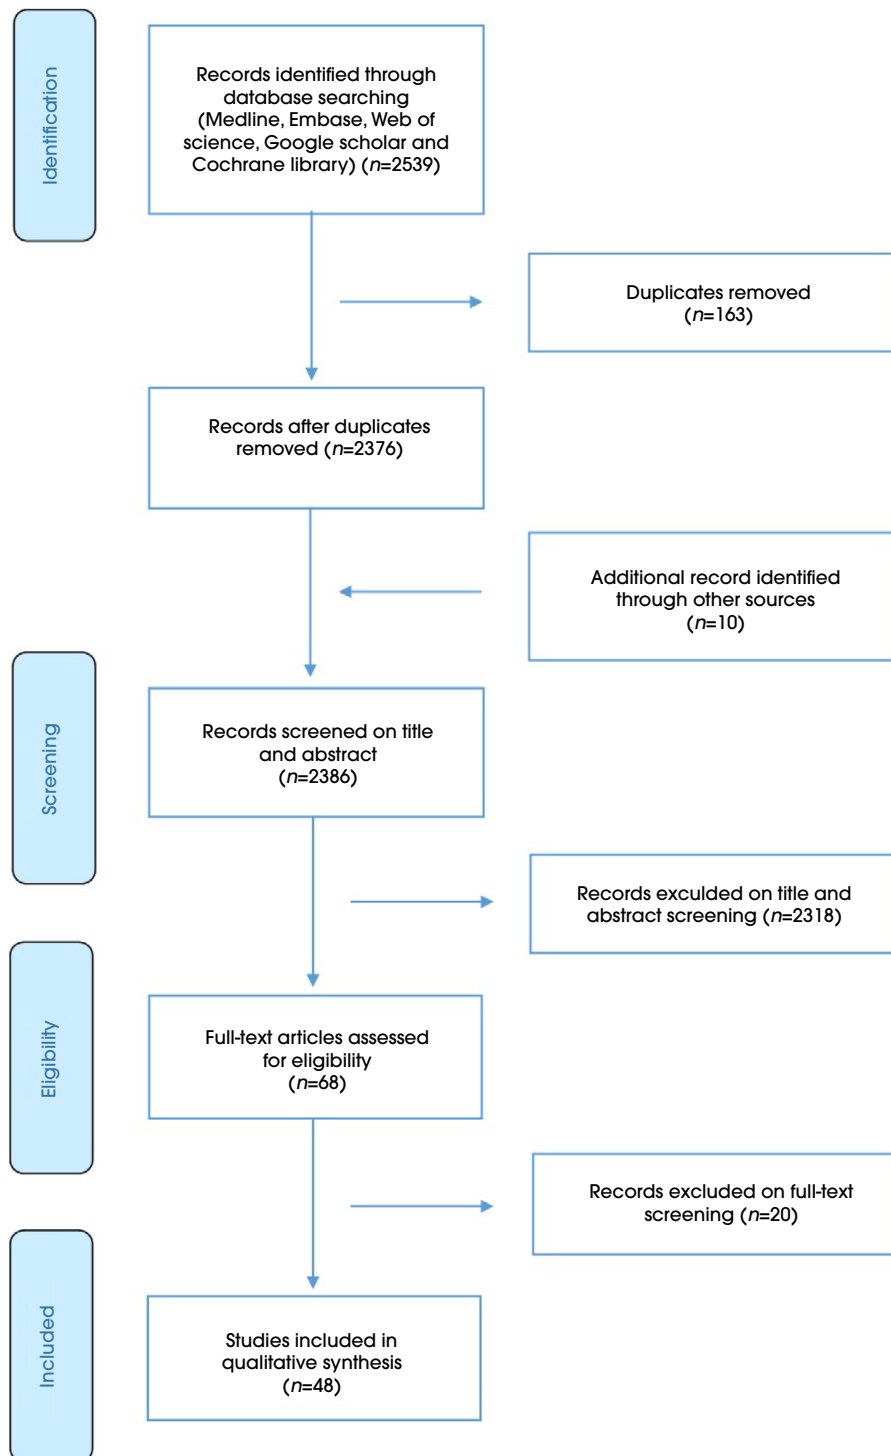 Identification
Records identified through
database searching
(Medline, Embase, Web of
science, Google scholar and
Cochrane library) (n=2539)
Duplicates removed
(n=163)
Records after duplicates
removed (n=2376)
Additional record identified
through other sources
(n=10)
Screening
Records screened on title
and abstract
(n=2386)
Records exculded on title and
abstract screening (n=2318)
Eligibility
Full-text articles assessed
for eligibility
(n=68)
Records excluded on full-text
screening (n=20)
Included
Studies included in
qualitative synthesis
(n=48)